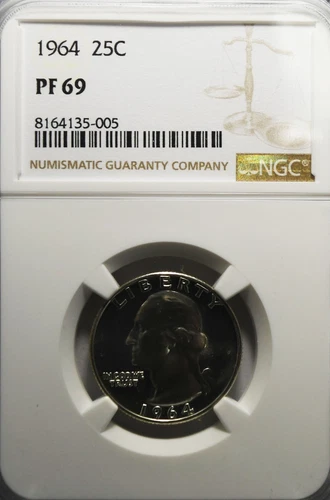 1964 25C
PF 69
8164135-005
NUMISMATIC GUARANTY COMPANY
NGC®
LIBERTY
IN GOD WE
TRUST
1964